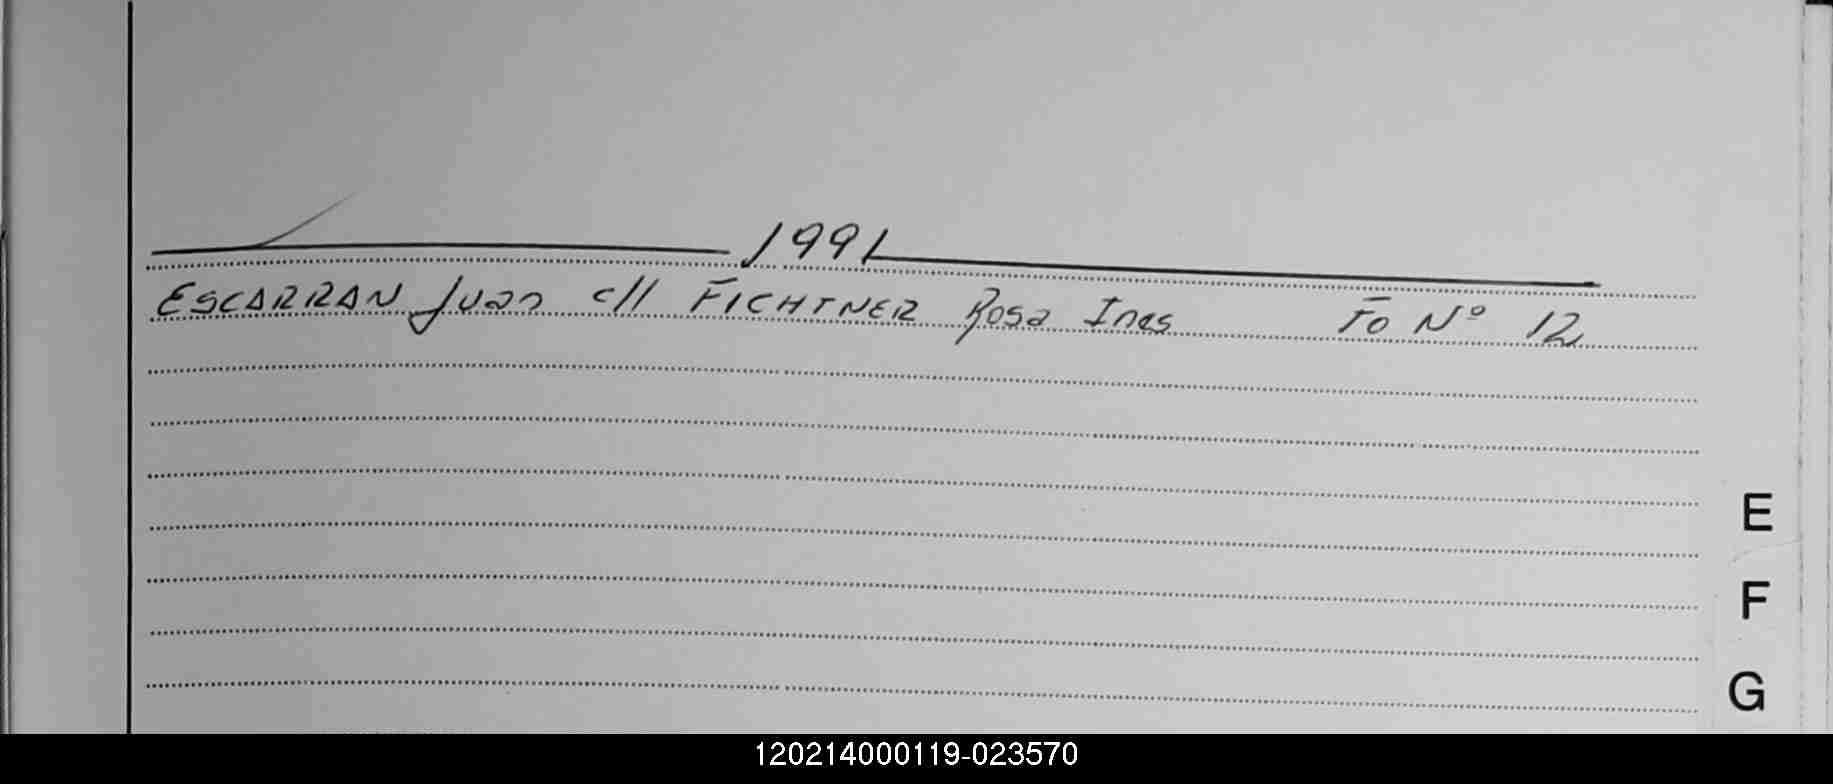 1991
ESCARRAN Juan c// FICHTNER Rosa Ines Fo Nº 12
E
F
G
120214000119-023570